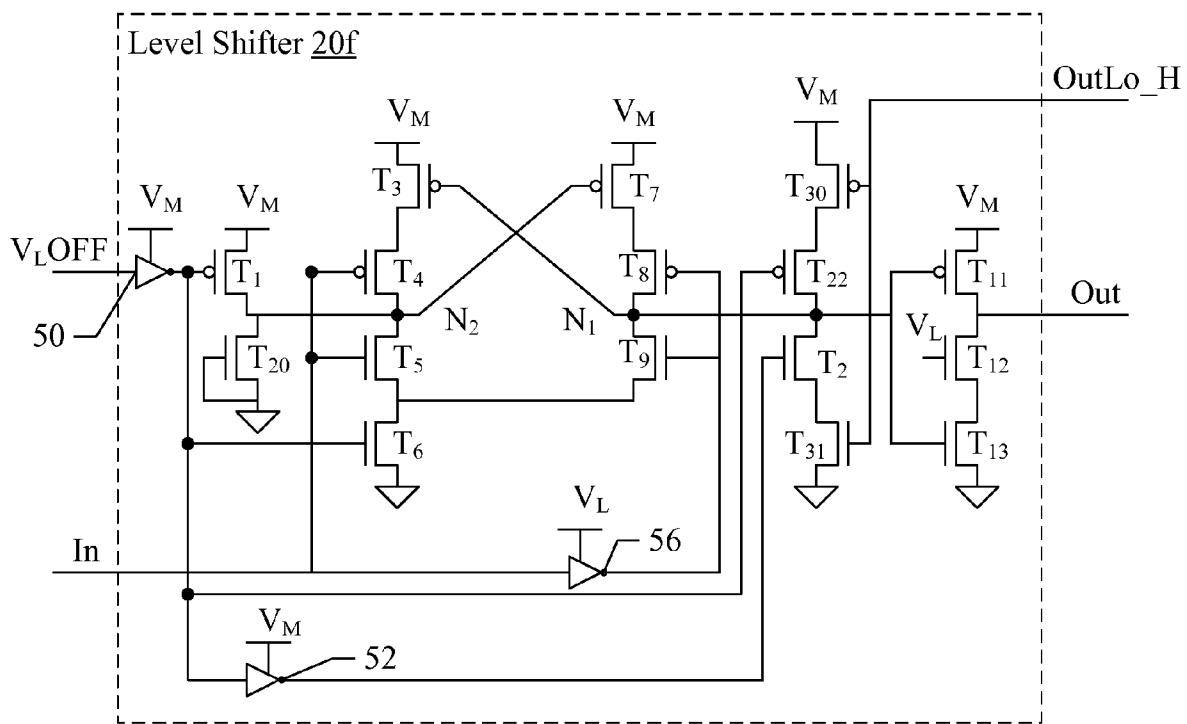 Level Shifter 20f
OutLo_H
V_M
V_M
V_M
T_3
T_7
T_30
V_M
V_M
V_M
V_LOFF
T_1
T_4
T_8
T_22
T_11
Out
50
N_2
N_1
V_L
T_20
T_5
T_9
T_2
T_12
T_6
T_31
T_13
V_L
In
56
V_M
52